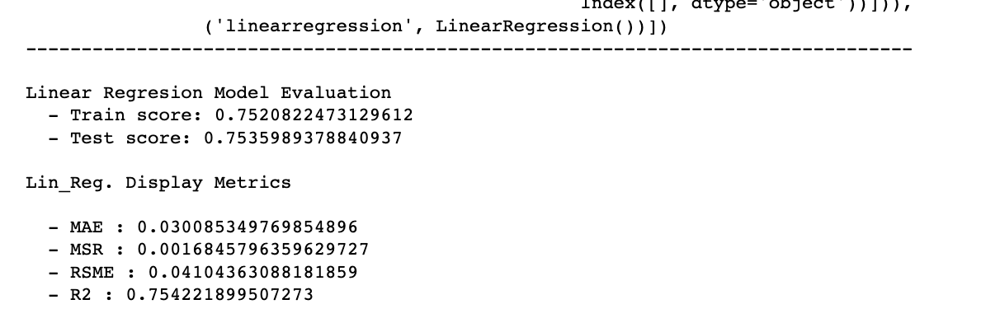 Index([], dtype='object'))])),
('linearregression', LinearRegression())])
--------------------------------------------------------------------------------
Linear Regresion Model Evaluation
- Train score: 0.7520822473129612
- Test score: 0.7535989378840937
Lin_Reg. Display Metrics
- MAE : 0.030085349769854896
- MSR : 0.0016845796359629727
- RSME : 0.04104363088181859
- R2 : 0.754221899507273